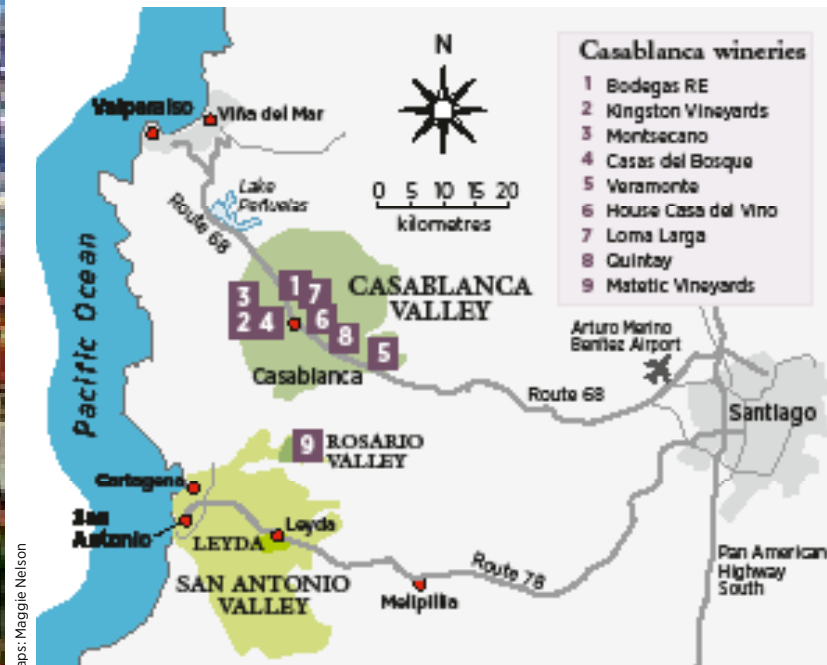 Casablanca wineries
1 Bodegas RE
2 Kingston Vineyards
3 Montsecano
4 Casas del Bosque
5 Veramonte
6 House Casa del Vino
7 Loma Larga
8 Quintay
9 Matetic Vineyards
N
0 5 10 15 20
kilometres
Valparaiso
Viña del Mar
Lake
Peñuelas
Route 68
Pacific Ocean
CASABLANCA
VALLEY
1
7
3
2
4
6
8
5
Casablanca
Arturo Merino
Benitez Airport
Route 68
Santiago
9
ROSARIO
VALLEY
Cartagena
San
Antonio
Leyda
LEYDA
SAN ANTONIO
VALLEY
Melipilla
Route 78
Pan American
Highway
South
aps: Maggie Nelson